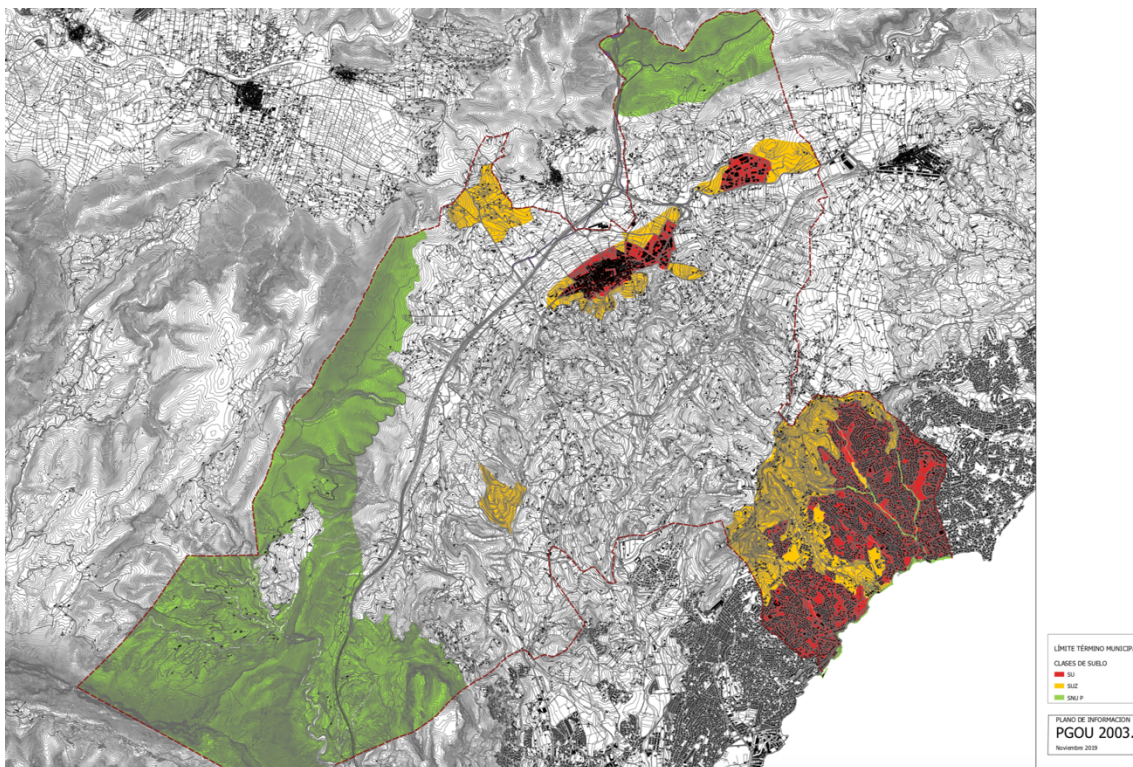 LÍMITE TÉRMINO MUNICIPA
CLASES DE SUELO
SU
SUZ
SNU P
PLANO DE INFORMACION
PGOU 2003.
Noviembre 2019